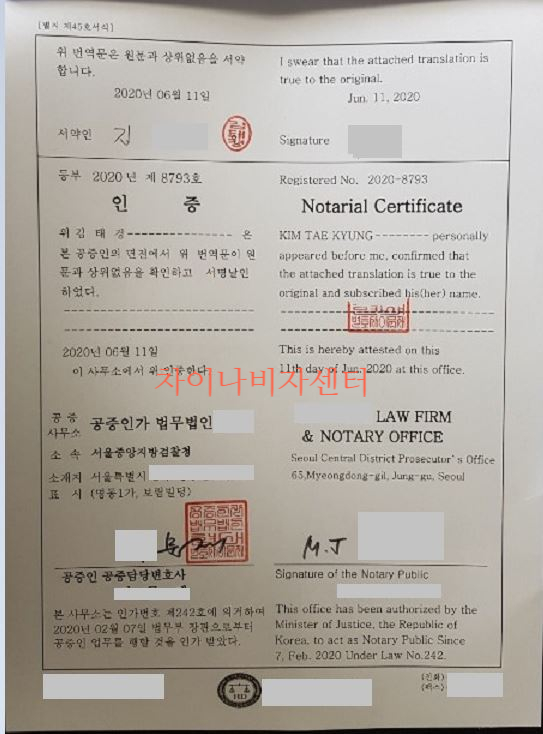 [별지 제45호서식]
위 번역문은 원문과 상위없음을 서약
합니다.
2020년 06월 11일
서약인 김
I swear that the attached translation is
true to the original.
Jun. 11, 2020
Signature
등부 2020 년 제 8793호
인 증
위 김 태 경--------------- 은
본 공증인의 면전에서 위 번역문이 원
문과 상위없음을 확인하고 서명날인
하였다.
2020년 06월 11일
이 사무소에서 위 인증한다.
Registered No. 2020-8793
Notarial Certificate
KIM TAE KYUNG-------- personally
appeared before me, confirmed that
the attached translation is true to the
original and subscribed his(her) name.
This is hereby attested on this
11th day of Jun. 2020 at this office.
차이나비자센터
공 증
사무소 공증인가 법무법인
소 속 서울중앙지방검찰청
소재지 서울특별시
표 시 (명동1가, 보림빌딩)
LAW FIRM
& NOTARY OFFICE
Seoul Central District Prosecutor's Office
65,Myeongdong-gil, Jung-gu, Seoul
공증인 공증담당변호사
M.J
Signature of the Notary Public
본 사무소는 인가번호 제242호에 의거하여
2020년 02월 07일 법무부 장관으로부터
공증인 업무를 행할 것을 인가 받았다.
This office has been authorized by the
Minister of Justice, the Republic of
Korea, to act as Notary Public Since
7, Feb. 2020 Under Law No.242.
(전화)
(팩스)